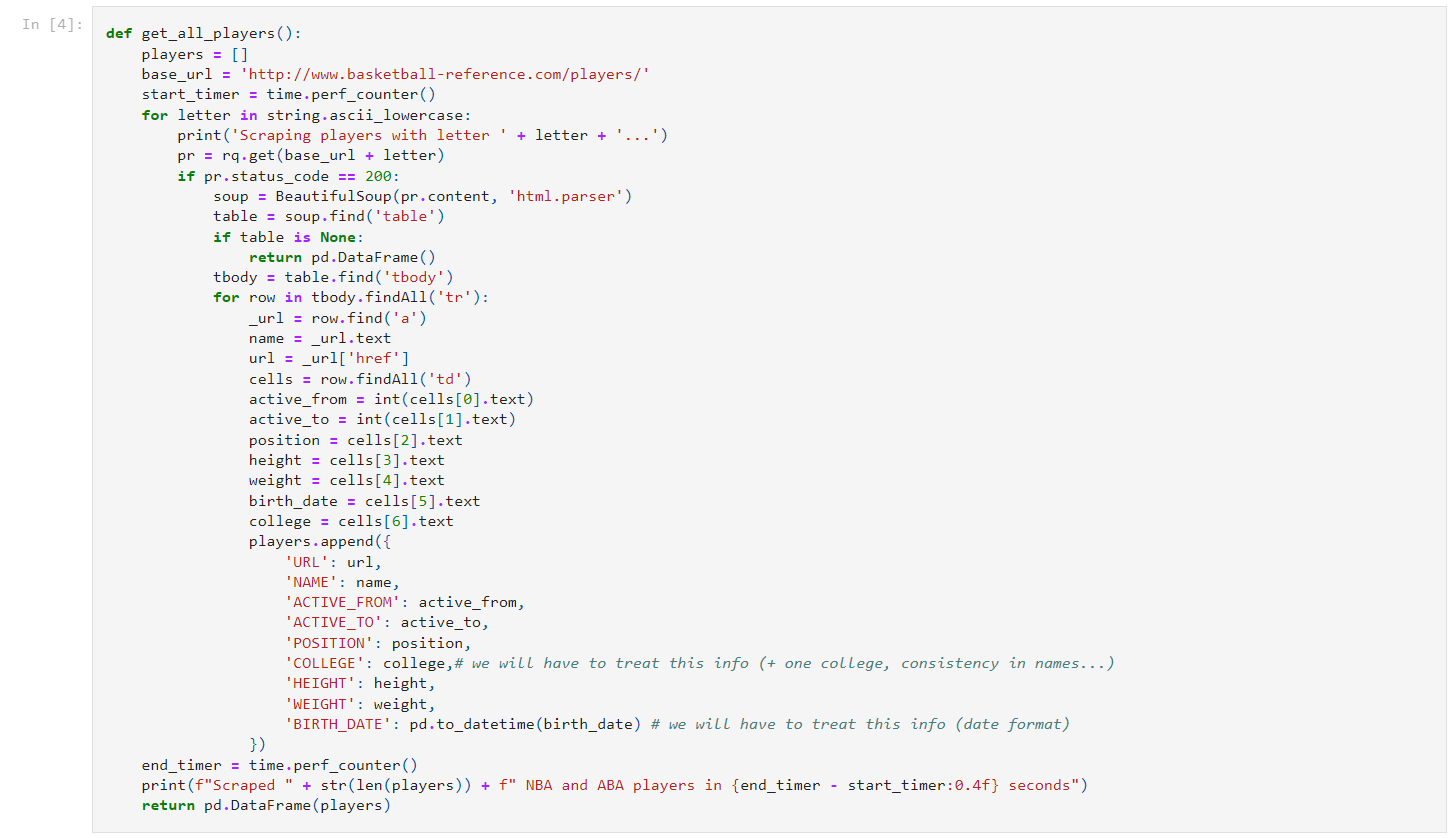 In [4]:
def get_all_players():
    players = []
    base_url = 'http://www.basketball-reference.com/players/'
    start_timer = time.perf_counter()
    for letter in string.ascii_lowercase:
        print('Scraping players with letter ' + letter + '...')
        pr = rq.get(base_url + letter)
        if pr.status_code == 200:
            soup = BeautifulSoup(pr.content, 'html.parser')
            table = soup.find('table')
            if table is None:
                return pd.DataFrame()
            tbody = table.find('tbody')
            for row in tbody.findAll('tr'):
                _url = row.find('a')
                name = _url.text
                url = _url['href']
                cells = row.findAll('td')
                active_from = int(cells[0].text)
                active_to = int(cells[1].text)
                position = cells[2].text
                height = cells[3].text
                weight = cells[4].text
                birth_date = cells[5].text
                college = cells[6].text
                players.append({
                    'URL': url,
                    'NAME': name,
                    'ACTIVE_FROM': active_from,
                    'ACTIVE_TO': active_to,
                    'POSITION': position,
                    'COLLEGE': college,# we will have to treat this info (+ one college, consistency in names...)
                    'HEIGHT': height,
                    'WEIGHT': weight,
                    'BIRTH_DATE': pd.to_datetime(birth_date) # we will have to treat this info (date format)
                })
    end_timer = time.perf_counter()
    print(f"Scraped " + str(len(players)) + f" NBA and ABA players in {end_timer - start_timer:0.4f} seconds")
    return pd.DataFrame(players)